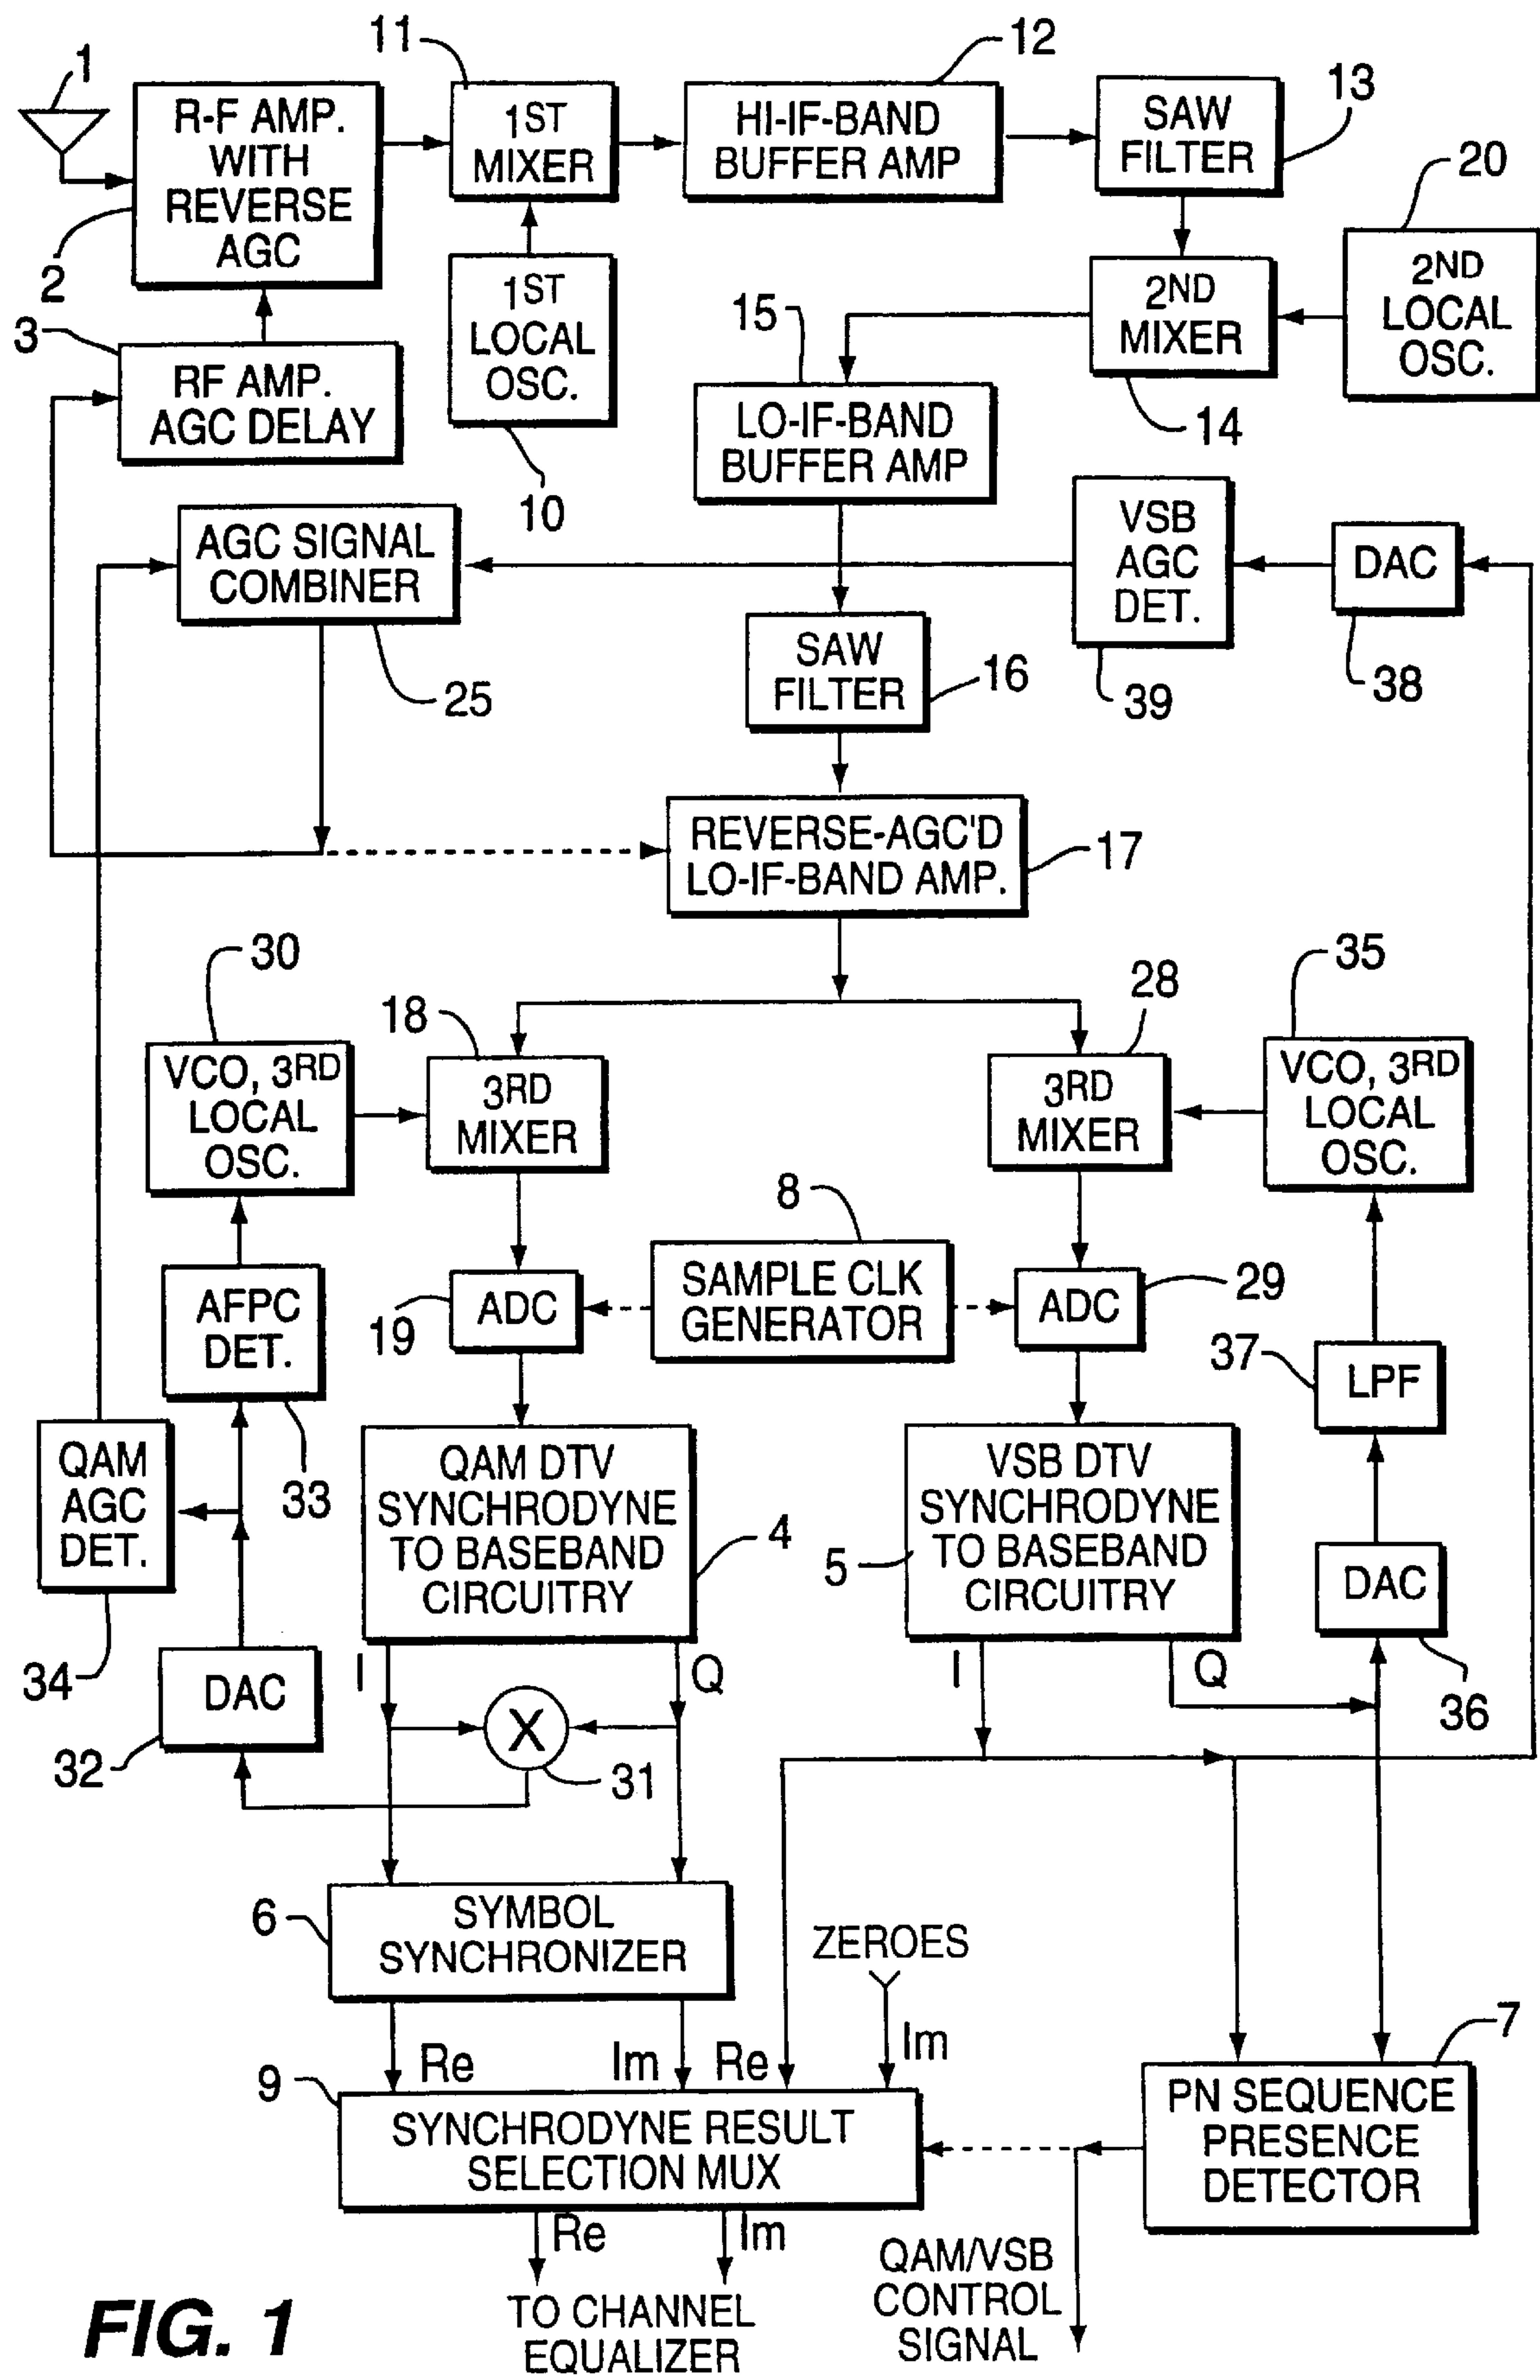 11
12
1
13
R-F AMP.
WITH
REVERSE
AGC
1ST
MIXER
HI-IF-BAND
BUFFER AMP
SAW
FILTER
20
2
3
1ST
LOCAL
OSC.
15
2ND
MIXER
2ND
LOCAL
OSC.
RF AMP.
AGC DELAY
LO-IF-BAND
BUFFER AMP
14
10
AGC SIGNAL
COMBINER
VSB
AGC
DET.
DAC
25
SAW
FILTER
16
39
38
REVERSE-AGC'D
LO-IF-BAND AMP.
17
30
18
28
35
VCO, 3RD
LOCAL
OSC.
3RD
MIXER
3RD
MIXER
VCO, 3RD
LOCAL
OSC.
8
AFPC
DET.
19
ADC
SAMPLE CLK
GENERATOR
ADC
29
37
LPF
QAM
AGC
DET.
33
QAM DTV
SYNCHRODYNE
TO BASEBAND
CIRCUITRY
4
5
VSB DTV
SYNCHRODYNE
TO BASEBAND
CIRCUITRY
DAC
34
DAC
I
Q
I
Q
36
X
32
31
6
SYMBOL
SYNCHRONIZER
ZEROES
7
Re
Im
Re
Im
9
SYNCHRODYNE RESULT
SELECTION MUX
PN SEQUENCE
PRESENCE
DETECTOR
Re
Im
QAM/VSB
CONTROL
SIGNAL
TO CHANNEL
EQUALIZER
FIG. 1